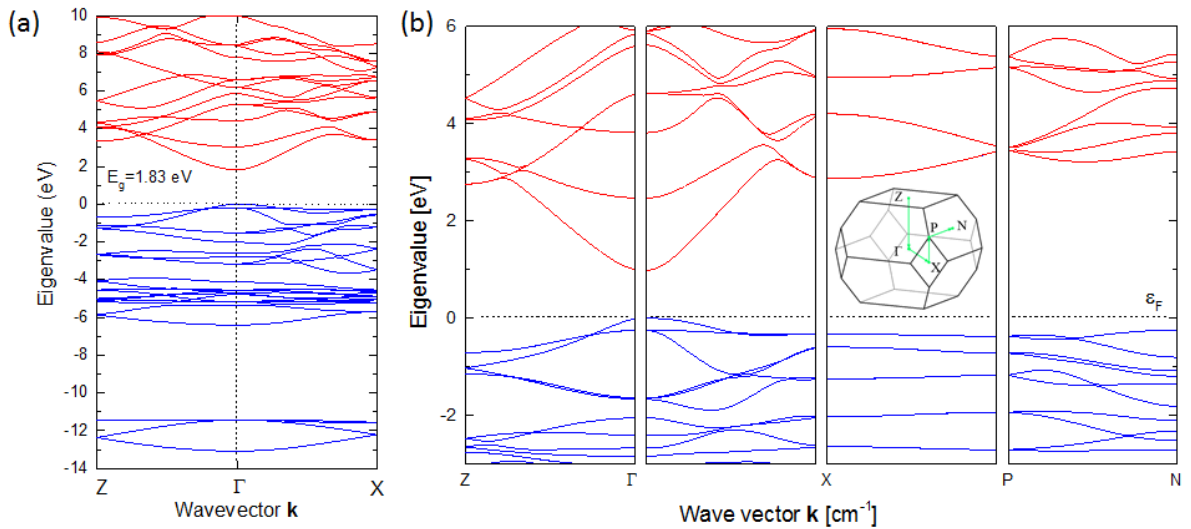 (a)
Eigenvalue (eV)
10
8
6
4
2
0
-2
-4
-6
-8
-10
-12
-14
E_g=1.83 eV
Z
Γ
X
Wavevector k
(b)
Eigenvalue [eV]
6
4
2
0
-2
Z
P
N
Γ
X
ε_F
Z
Γ
X
P
N
Wave vector k [cm⁻¹]